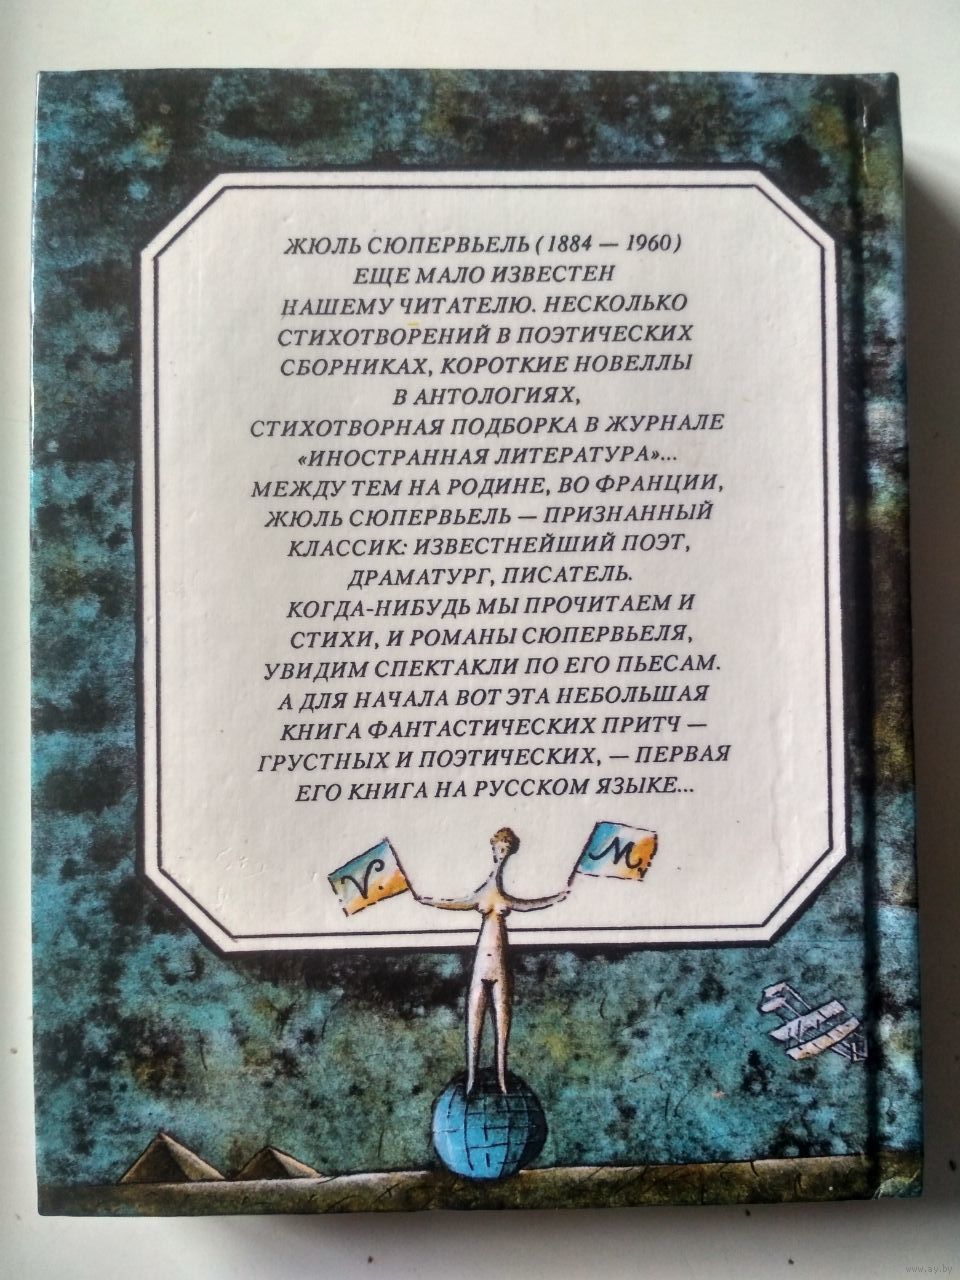 ЖЮЛЬ СЮПЕРВЬЕЛЬ (1884 — 1960)
ЕЩЕ МАЛО ИЗВЕСТЕН
НАШЕМУ ЧИТАТЕЛЮ. НЕСКОЛЬКО
СТИХОТВОРЕНИЙ В ПОЭТИЧЕСКИХ
СБОРНИКАХ, КОРОТКИЕ НОВЕЛЛЫ
В АНТОЛОГИЯХ,
СТИХОТВОРНАЯ ПОДБОРКА В ЖУРНАЛЕ
«ИНОСТРАННАЯ ЛИТЕРАТУРА»...
МЕЖДУ ТЕМ НА РОДИНЕ, ВО ФРАНЦИИ,
ЖЮЛЬ СЮПЕРВЬЕЛЬ — ПРИЗНАННЫЙ
КЛАССИК: ИЗВЕСТНЕЙШИЙ ПОЭТ,
ДРАМАТУРГ, ПИСАТЕЛЬ.
КОГДА-НИБУДЬ МЫ ПРОЧИТАЕМ И
СТИХИ, И РОМАНЫ СЮПЕРВЬЕЛЯ,
УВИДИМ СПЕКТАКЛИ ПО ЕГО ПЬЕСАМ.
А ДЛЯ НАЧАЛА ВОТ ЭТА НЕБОЛЬШАЯ
КНИГА ФАНТАСТИЧЕСКИХ ПРИТЧ —
ГРУСТНЫХ И ПОЭТИЧЕСКИХ, — ПЕРВАЯ
ЕГО КНИГА НА РУССКОМ ЯЗЫКЕ...
N. M.
www.ay.by